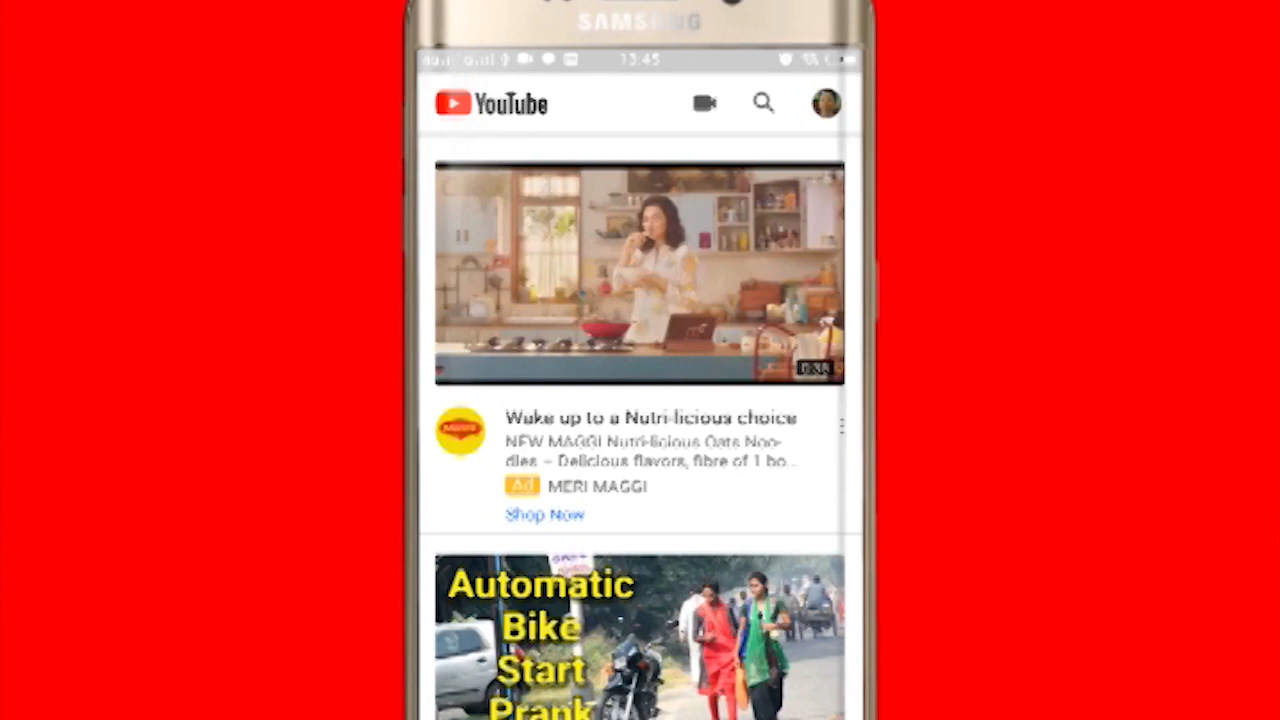 SAMSUNG
13:45
YouTube
Wake up to a Nutri-licious choice
NEW MAGGI Nutri-licious Oats Noo-
dles – Delicious flavors, fibre of 1 bo...
Ad MERI MAGGI
Shop Now
Automatic
Bike
Start
Prank